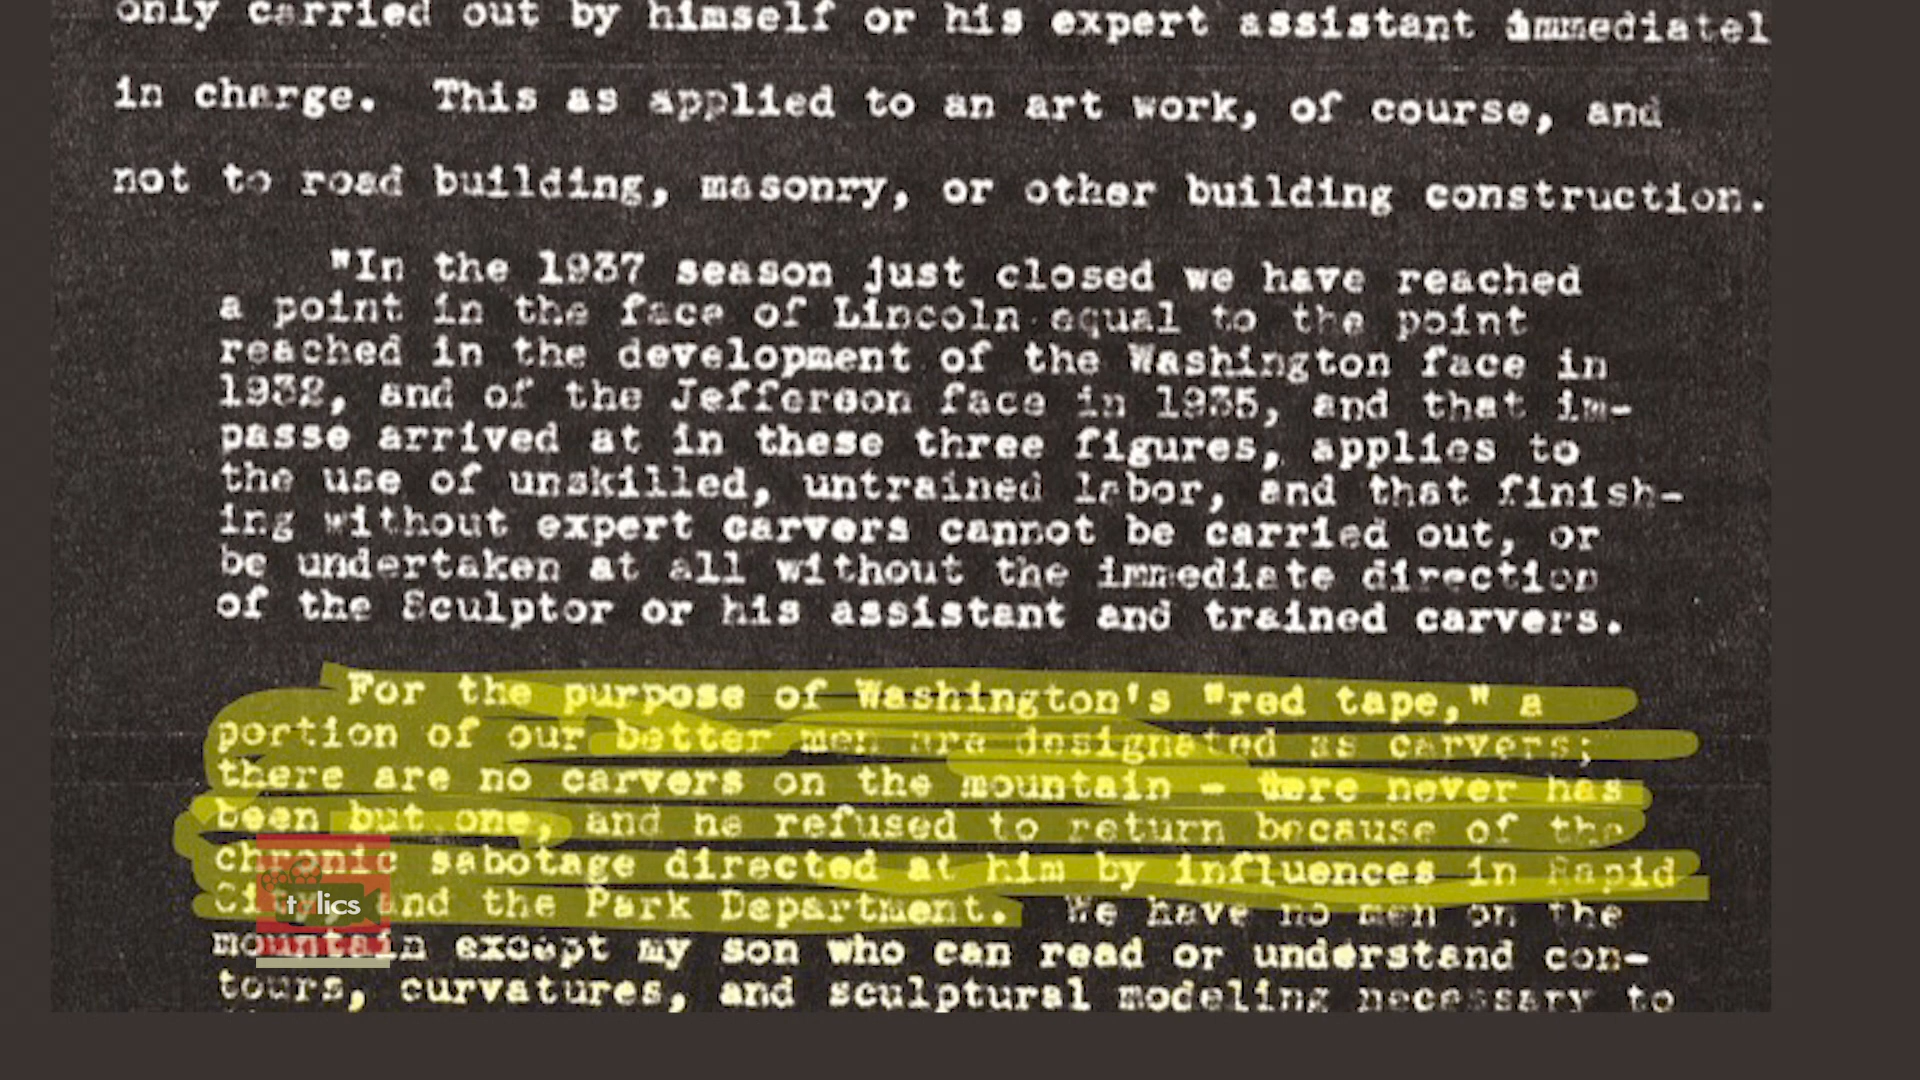 only carried out by himself or his expert assistant immediatel
in charge. This as applied to an art work, of course, and
not to road building, masonry, or other building construction.
"In the 1937 season just closed we have reached
a point in the face of Lincoln equal to the point
reached in the development of the Washington face in
1932, and of the Jefferson face in 1935, and that im-
passe arrived at in these three figures, applies to
the use of unskilled, untrained labor, and that finish-
ing without expert carvers cannot be carried out, or
be undertaken at all without the immediate direction
of the Sculptor or his assistant and trained carvers.
For the purpose of Washington's "red tape," a
portion of our better men are designated as carvers;
there are no carvers on the mountain - there never has
been but one, and he refused to return because of the
chronic sabotage directed at him by influences in Rapid
City and the Park Department. We have no men on the
mountain except my son who can read or understand con-
tours, curvatures, and sculptural modeling necessary to
tylics